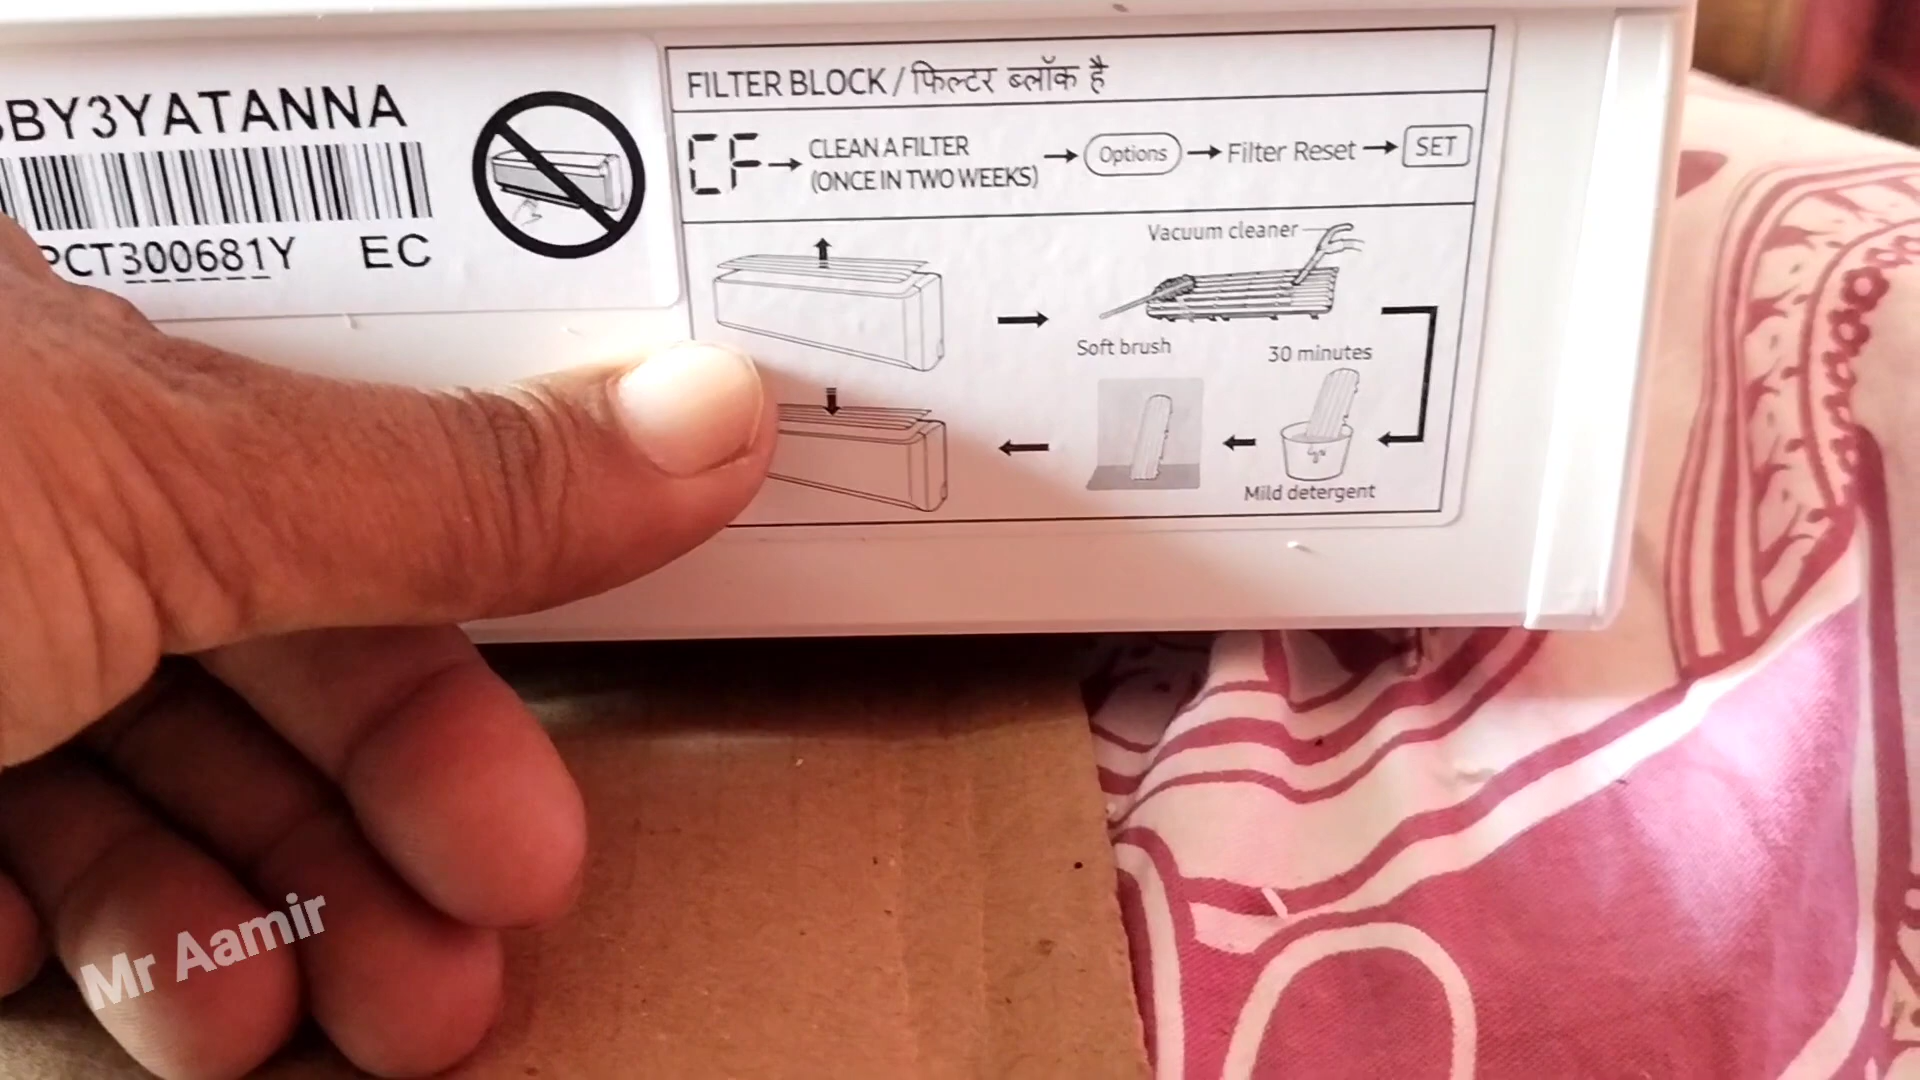 BY3YATANNA
CT300681Y EC
FILTER BLOCK / फिल्टर ब्लॉक है
CF → CLEAN A FILTER
(ONCE IN TWO WEEKS) → Options → Filter Reset → SET
Vacuum cleaner
Soft brush
30 minutes
Mild detergent
Mr Aamir